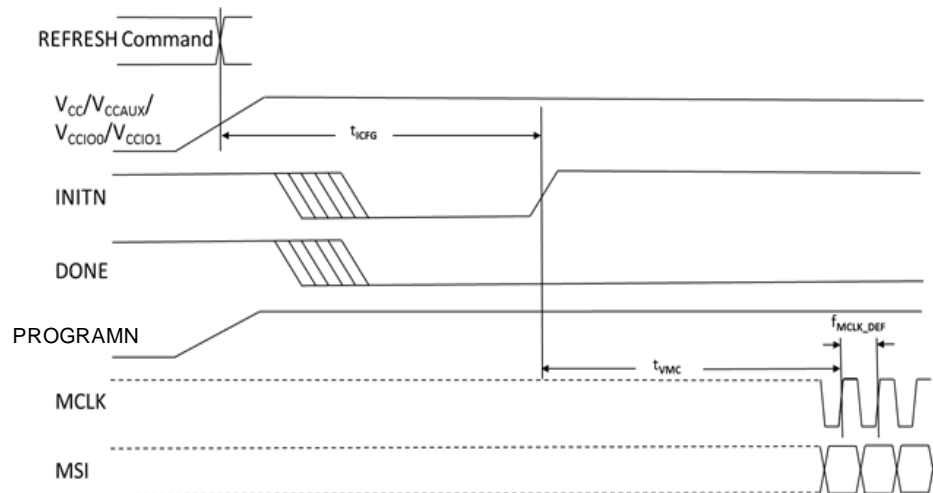 REFRESH Command
VCC/VCCAUX/
VCCIO0/VCCIO1
tICFG
INITN
DONE
PROGRAMN
fMCLK_DEF
tVMC
MCLK
MSI